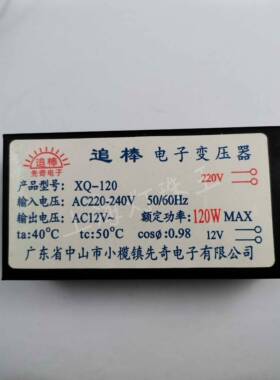 追棒
先奇电子
追棒 电子变压器
产品型号: XQ-120
220V
输入电压: AC220-240V 50/60Hz
输出电压: AC12V~ 额定功率: 120W MAX
ta:40°C tc:50°C cosø:0.98 12V
广东省中山市小榄镇先奇电子有限公司